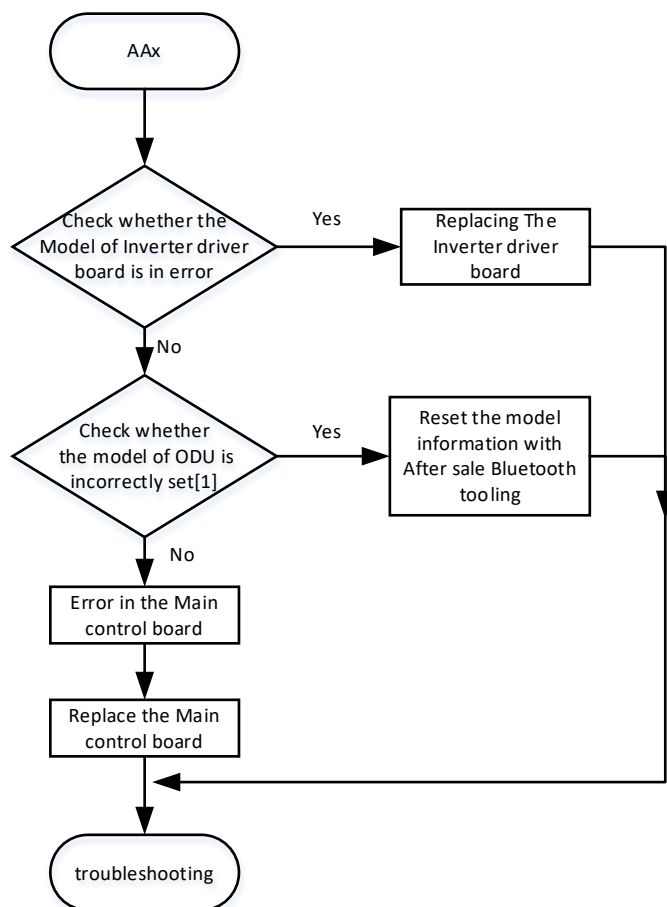 AAx
Check whether the
Model of Inverter driver
board is in error
Yes
Replacing The
Inverter driver
board
No
Check whether
the model of ODU is
incorrectly set[1]
Yes
Reset the model
information with
After sale Bluetooth
tooling
No
Error in the Main
control board
Replace the Main
control board
troubleshooting